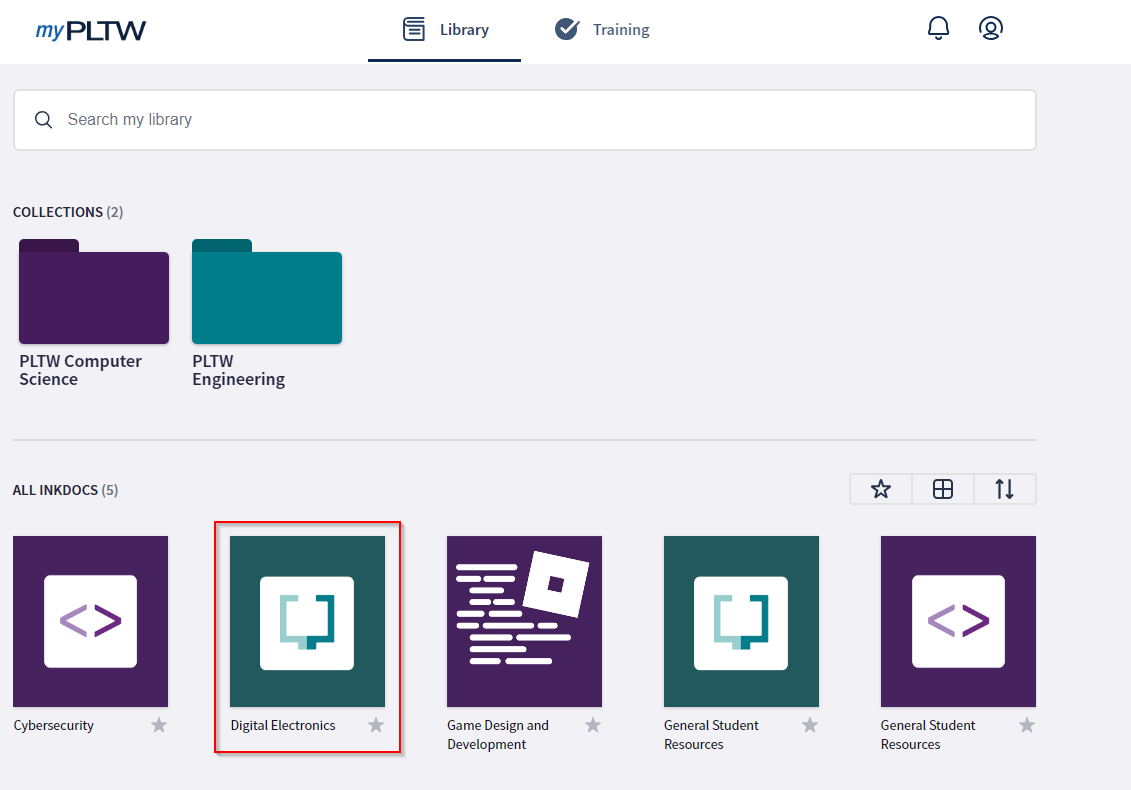 myPLTW
Library
Training
Search my library
COLLECTIONS (2)
PLTW Computer
Science
PLTW
Engineering
ALL INKDOCS (5)
Cybersecurity
Digital Electronics
Game Design and
Development
General Student
Resources
General Student
Resources